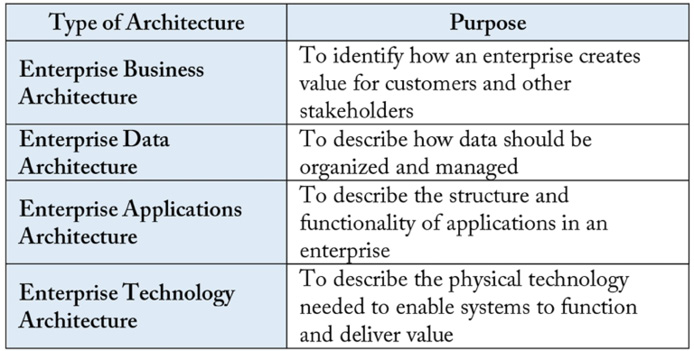 Type of Architecture
Purpose
Enterprise Business
Architecture
To identify how an enterprise creates
value for customers and other
stakeholders
Enterprise Data
Architecture
To describe how data should be
organized and managed
Enterprise Applications
Architecture
To describe the structure and
functionality of applications in an
enterprise
Enterprise Technology
Architecture
To describe the physical technology
needed to enable systems to function
and deliver value